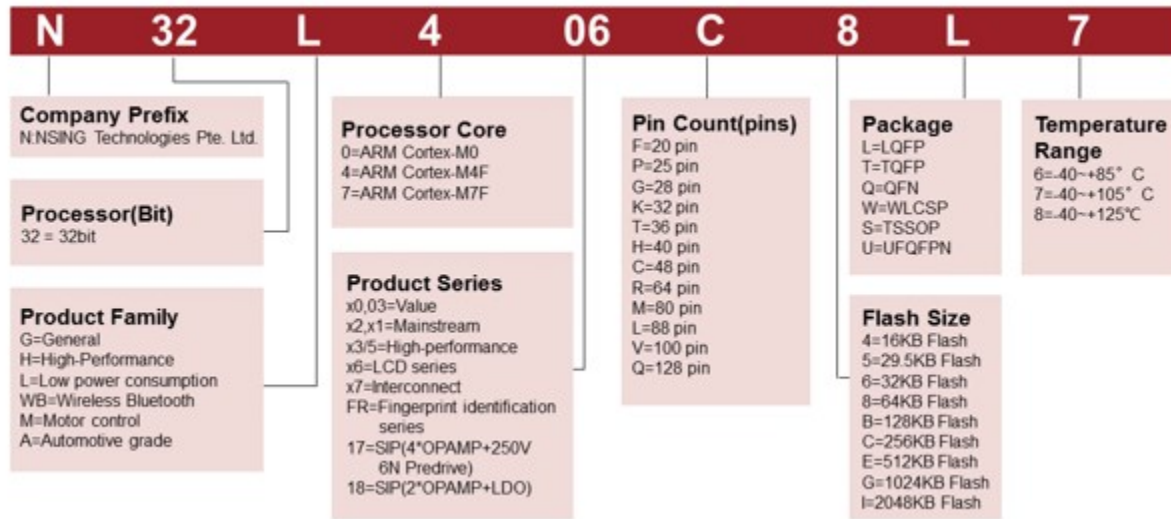 N 32 L 4 06 C 8 L 7
Company Prefix
N:NSING Technologies Pte. Ltd.
Processor(Bit)
32 = 32bit
Product Family
G=General
H=High-Performance
L=Low power consumption
WB=Wireless Bluetooth
M=Motor control
A=Automotive grade
Processor Core
0=ARM Cortex-M0
4=ARM Cortex-M4F
7=ARM Cortex-M7F
Product Series
x0,03=Value
x2,x1=Mainstream
x3/5=High-performance
x6=LCD series
x7=Interconnect
FR=Fingerprint identification
series
17=SIP(4*OPAMP+250V
6N Predrive)
18=SIP(2*OPAMP+LDO)
Pin Count(pins)
F=20 pin
P=25 pin
G=28 pin
K=32 pin
T=36 pin
H=40 pin
C=48 pin
R=64 pin
M=80 pin
L=88 pin
V=100 pin
Q=128 pin
Package
L=LQFP
T=TQFP
Q=QFN
W=WLCSP
S=TSSOP
U=UFQFPN
Flash Size
4=16KB Flash
5=29.5KB Flash
6=32KB Flash
8=64KB Flash
B=128KB Flash
C=256KB Flash
E=512KB Flash
G=1024KB Flash
I=2048KB Flash
Temperature
Range
6=-40~+85° C
7=-40~+105° C
8=-40~+125℃